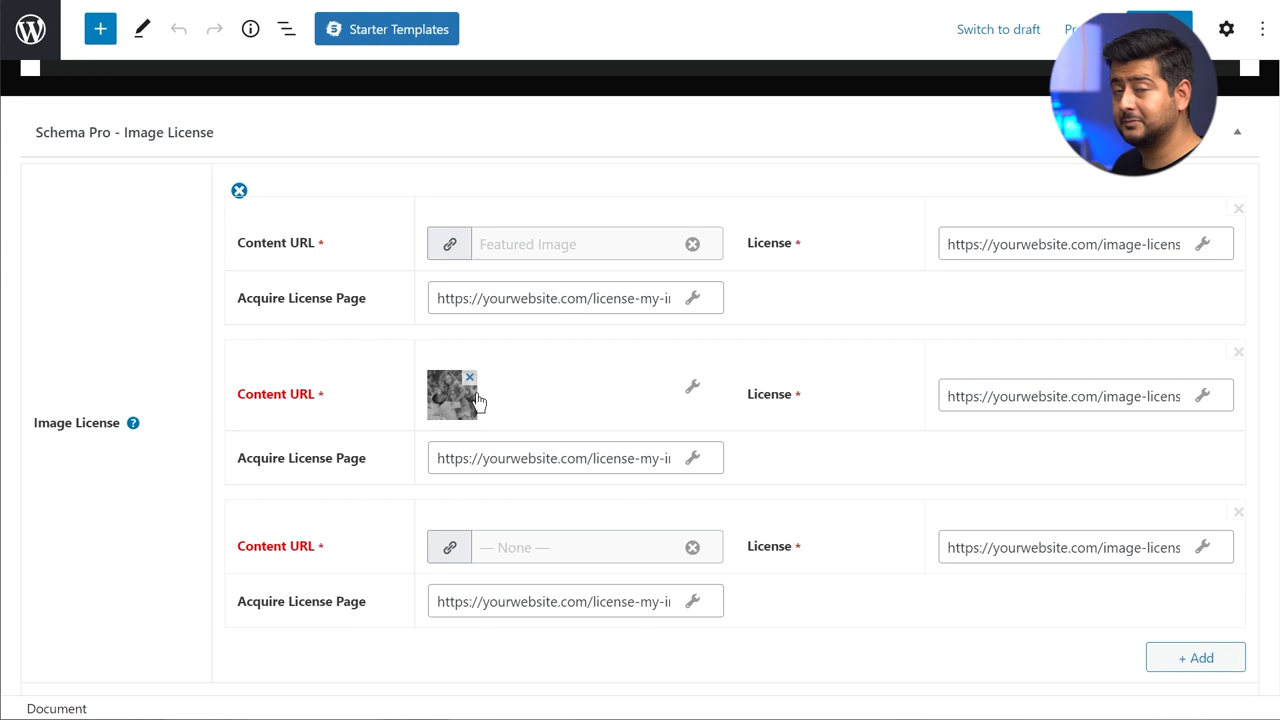 Starter Templates
Switch to draft
Schema Pro - Image License
Content URL *
Featured Image
License *
https://yourwebsite.com/image-licens
Acquire License Page
https://yourwebsite.com/license-my-i
Content URL *
License *
https://yourwebsite.com/image-licens
Image License
Acquire License Page
https://yourwebsite.com/license-my-i
Content URL *
— None —
License *
https://yourwebsite.com/image-licens
Acquire License Page
https://yourwebsite.com/license-my-i
+ Add
Document